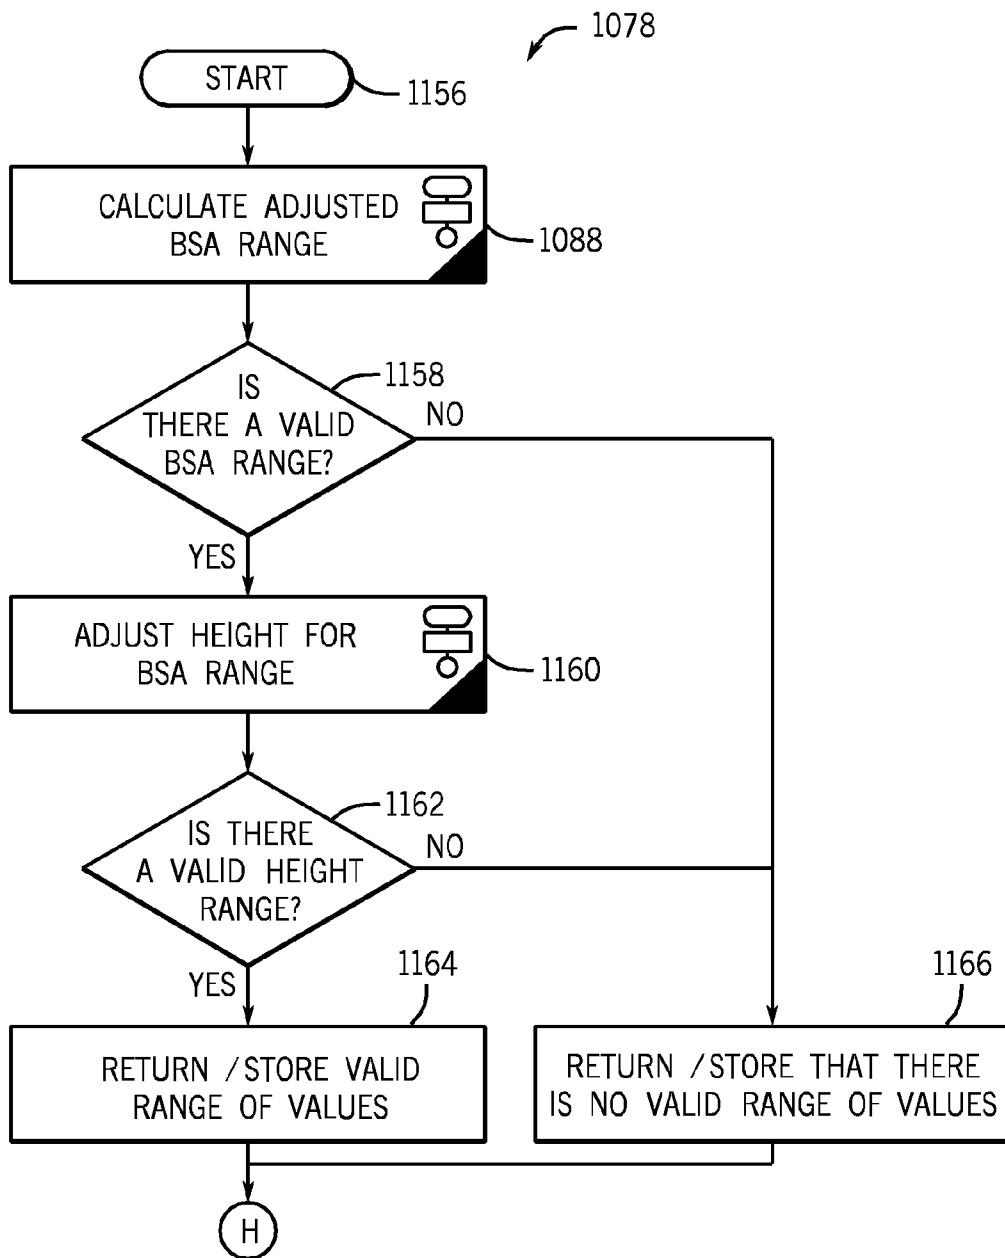 1078
START
1156
CALCULATE ADJUSTED
BSA RANGE
1088
1158
IS
THERE A VALID
BSA RANGE?
NO
YES
ADJUST HEIGHT FOR
BSA RANGE
1160
1162
IS THERE
A VALID HEIGHT
RANGE?
NO
YES
1164
RETURN / STORE VALID
RANGE OF VALUES
1166
RETURN / STORE THAT THERE
IS NO VALID RANGE OF VALUES
H